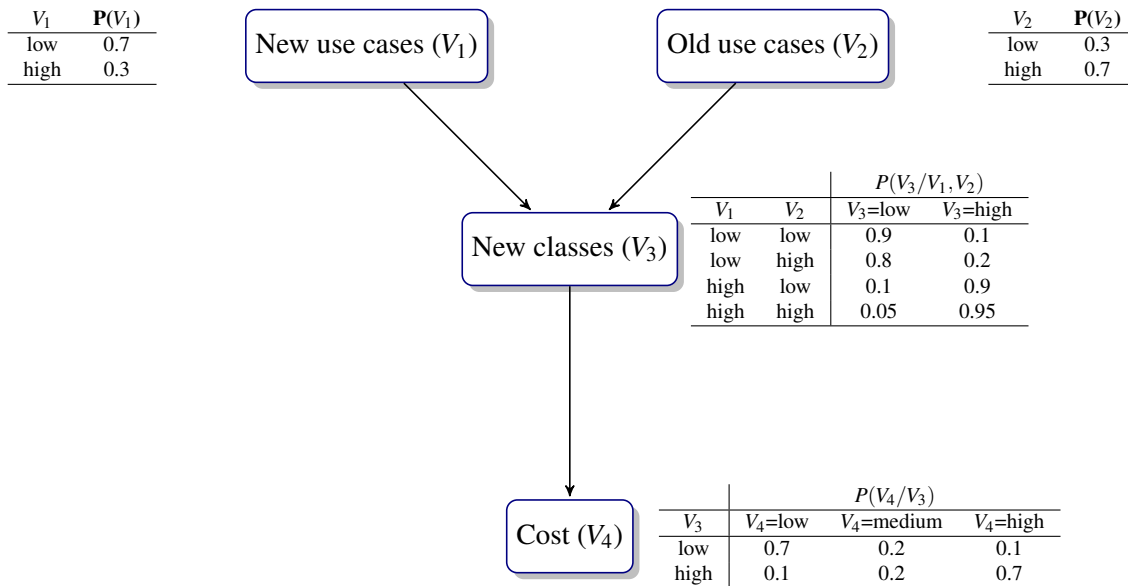 V₁ P(V₁)
low 0.7
high 0.3
New use cases (V₁)
Old use cases (V₂)
V₂ P(V₂)
low 0.3
high 0.7
New classes (V₃)
P(V₃/V₁,V₂)
V₁ V₂ V₃=low V₃=high
low low 0.9 0.1
low high 0.8 0.2
high low 0.1 0.9
high high 0.05 0.95
Cost (V₄)
P(V₄/V₃)
V₃ V₄=low V₄=medium V₄=high
low 0.7 0.2 0.1
high 0.1 0.2 0.7